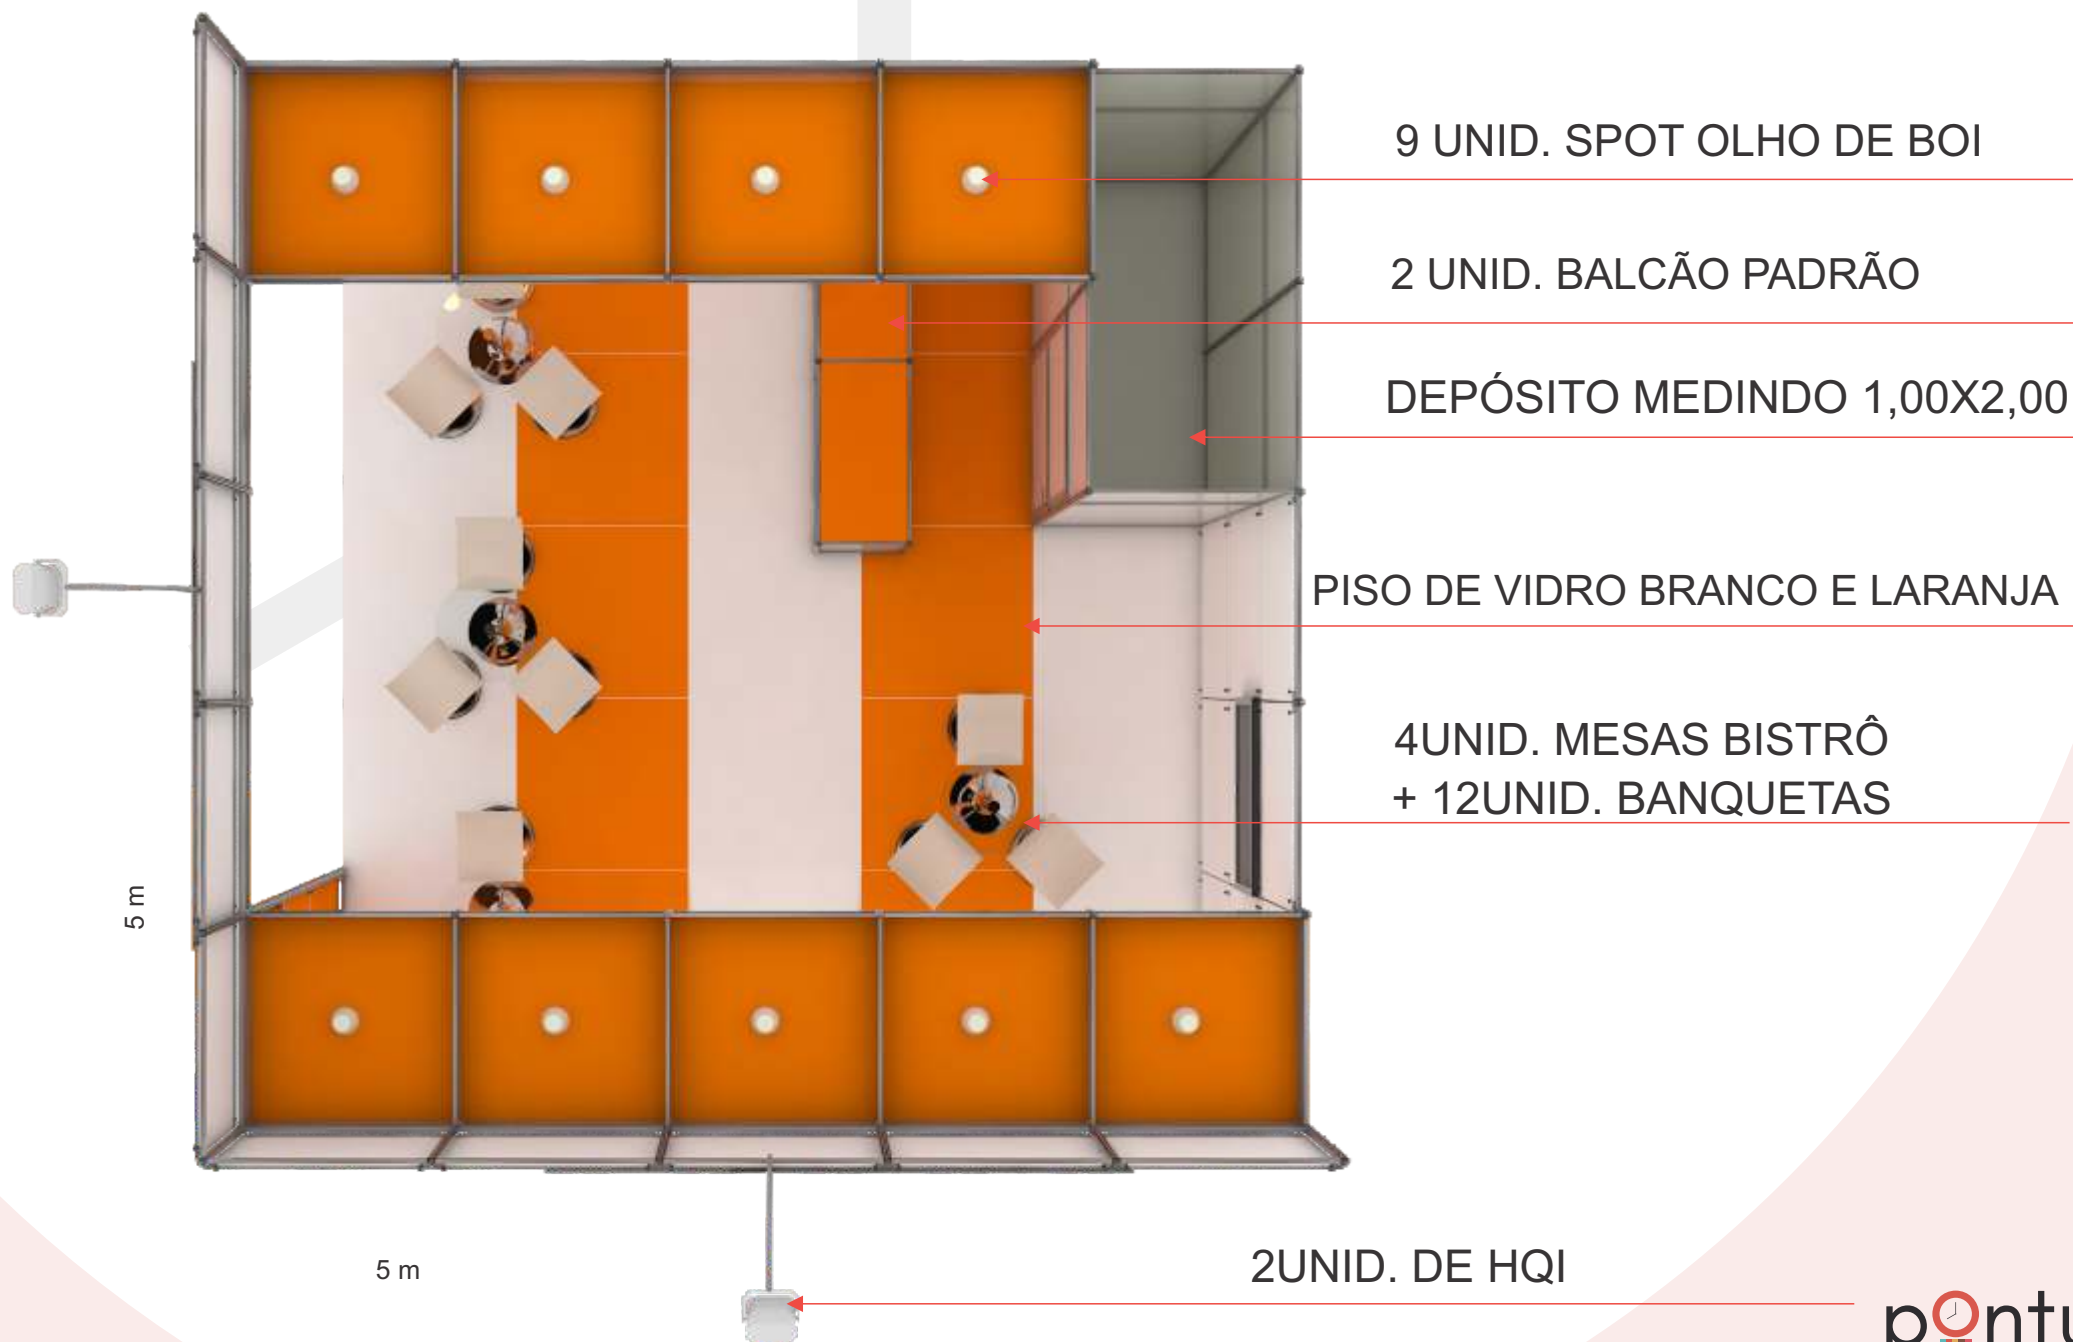 9 UNID. SPOT OLHO DE BOI
2 UNID. BALCÃO PADRÃO
DEPÓSITO MEDINDO 1,00X2,00
PISO DE VIDRO BRANCO E LARANJA
4UNID. MESAS BISTRÔ
+ 12UNID. BANQUETAS
5 m
5 m
2UNID. DE HQI